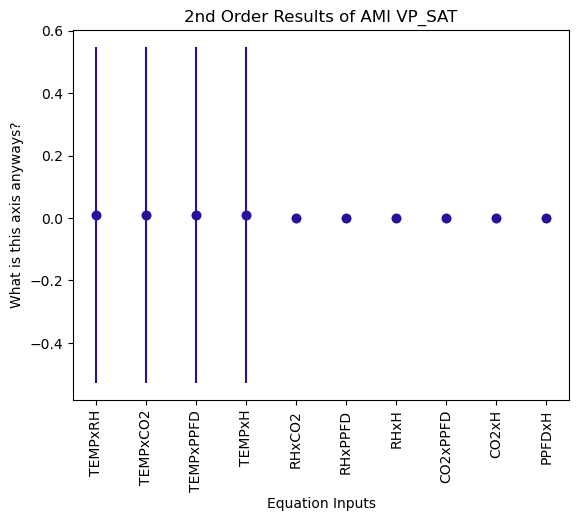 2nd Order Results of AMI VP_SAT
What is this axis anyways?
0.6
0.4
0.2
0.0
−0.2
−0.4
TEMPxRH
TEMPxCO2
TEMPxPPFD
TEMPxH
RHxCO2
RHxPPFD
RHxH
CO2xPPFD
CO2xH
PPFDxH
Equation Inputs